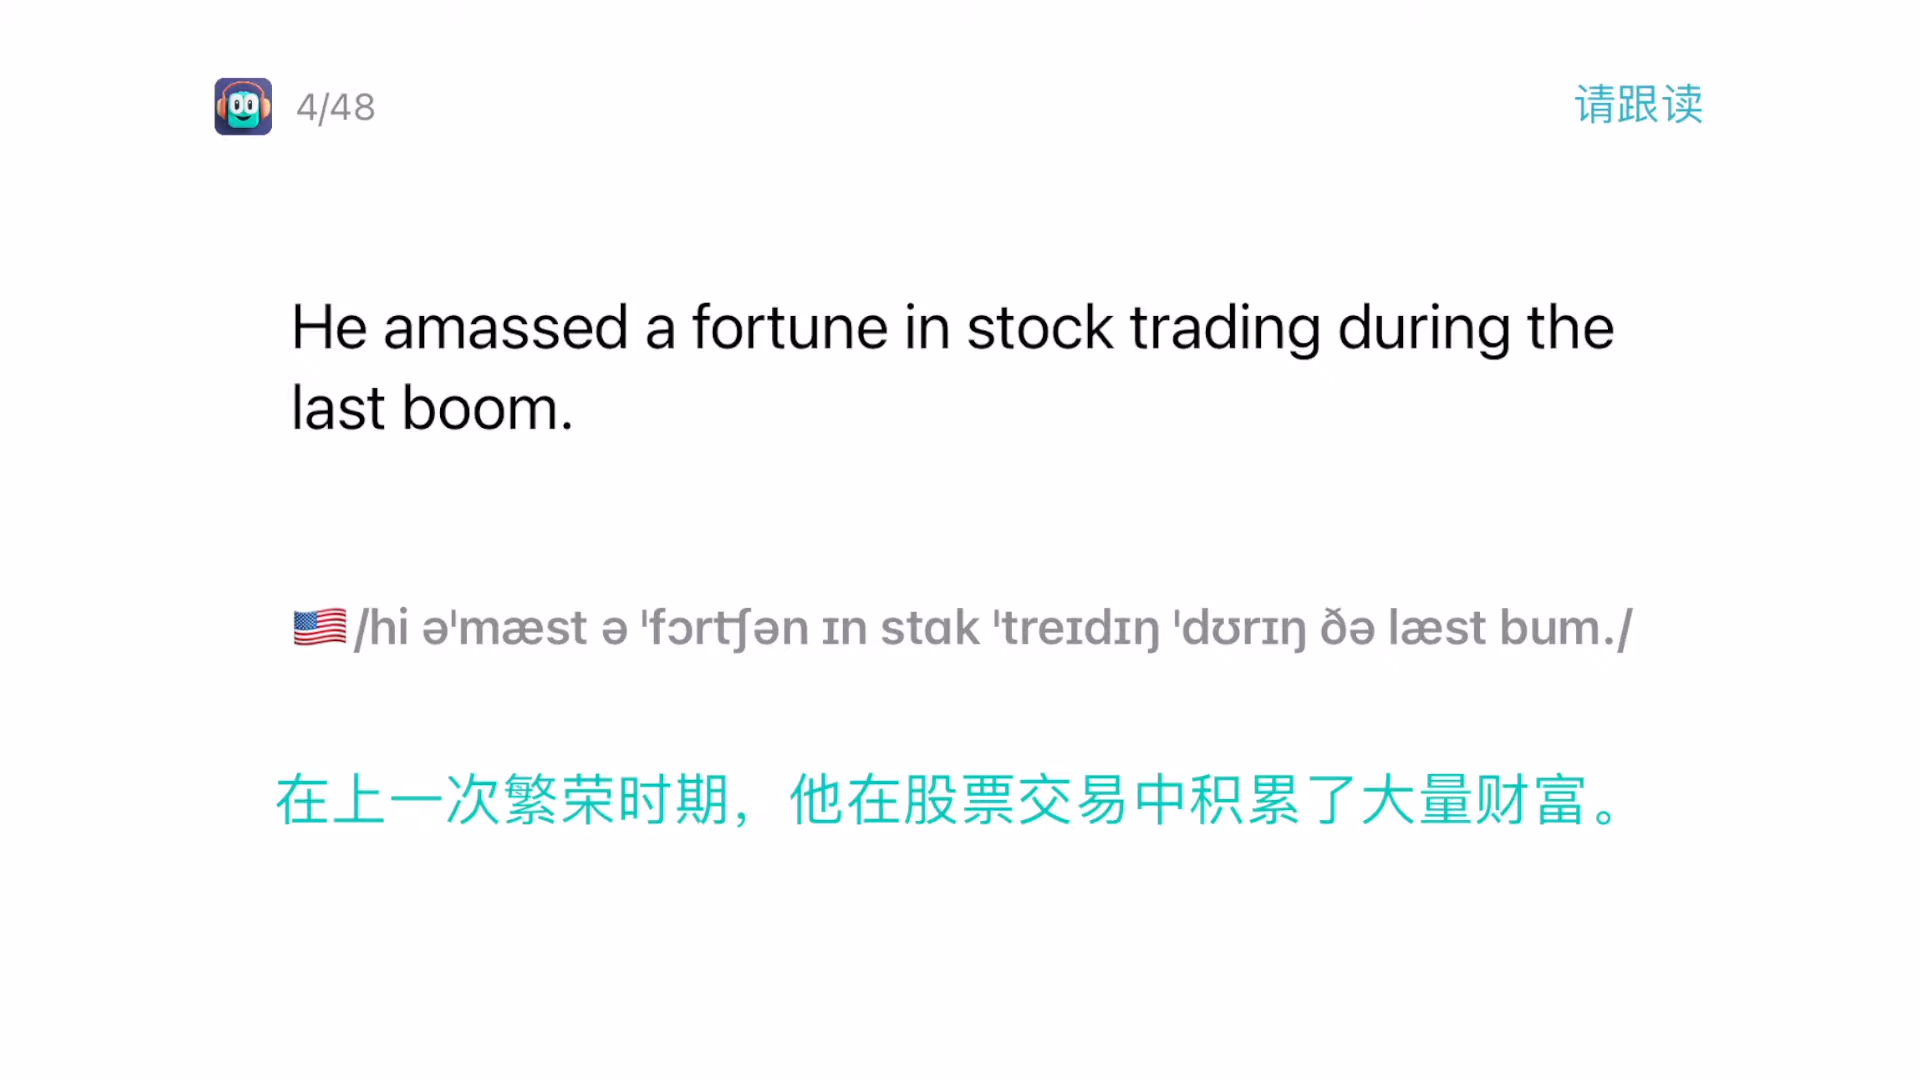 4/48
请跟读
He amassed a fortune in stock trading during the
last boom.
/hi əˈmæst ə ˈfɔrʧən ɪn stɑk ˈtreɪdɪŋ ˈdʊrɪŋ ðə læst bum./
在上一次繁荣时期，他在股票交易中积累了大量财富。